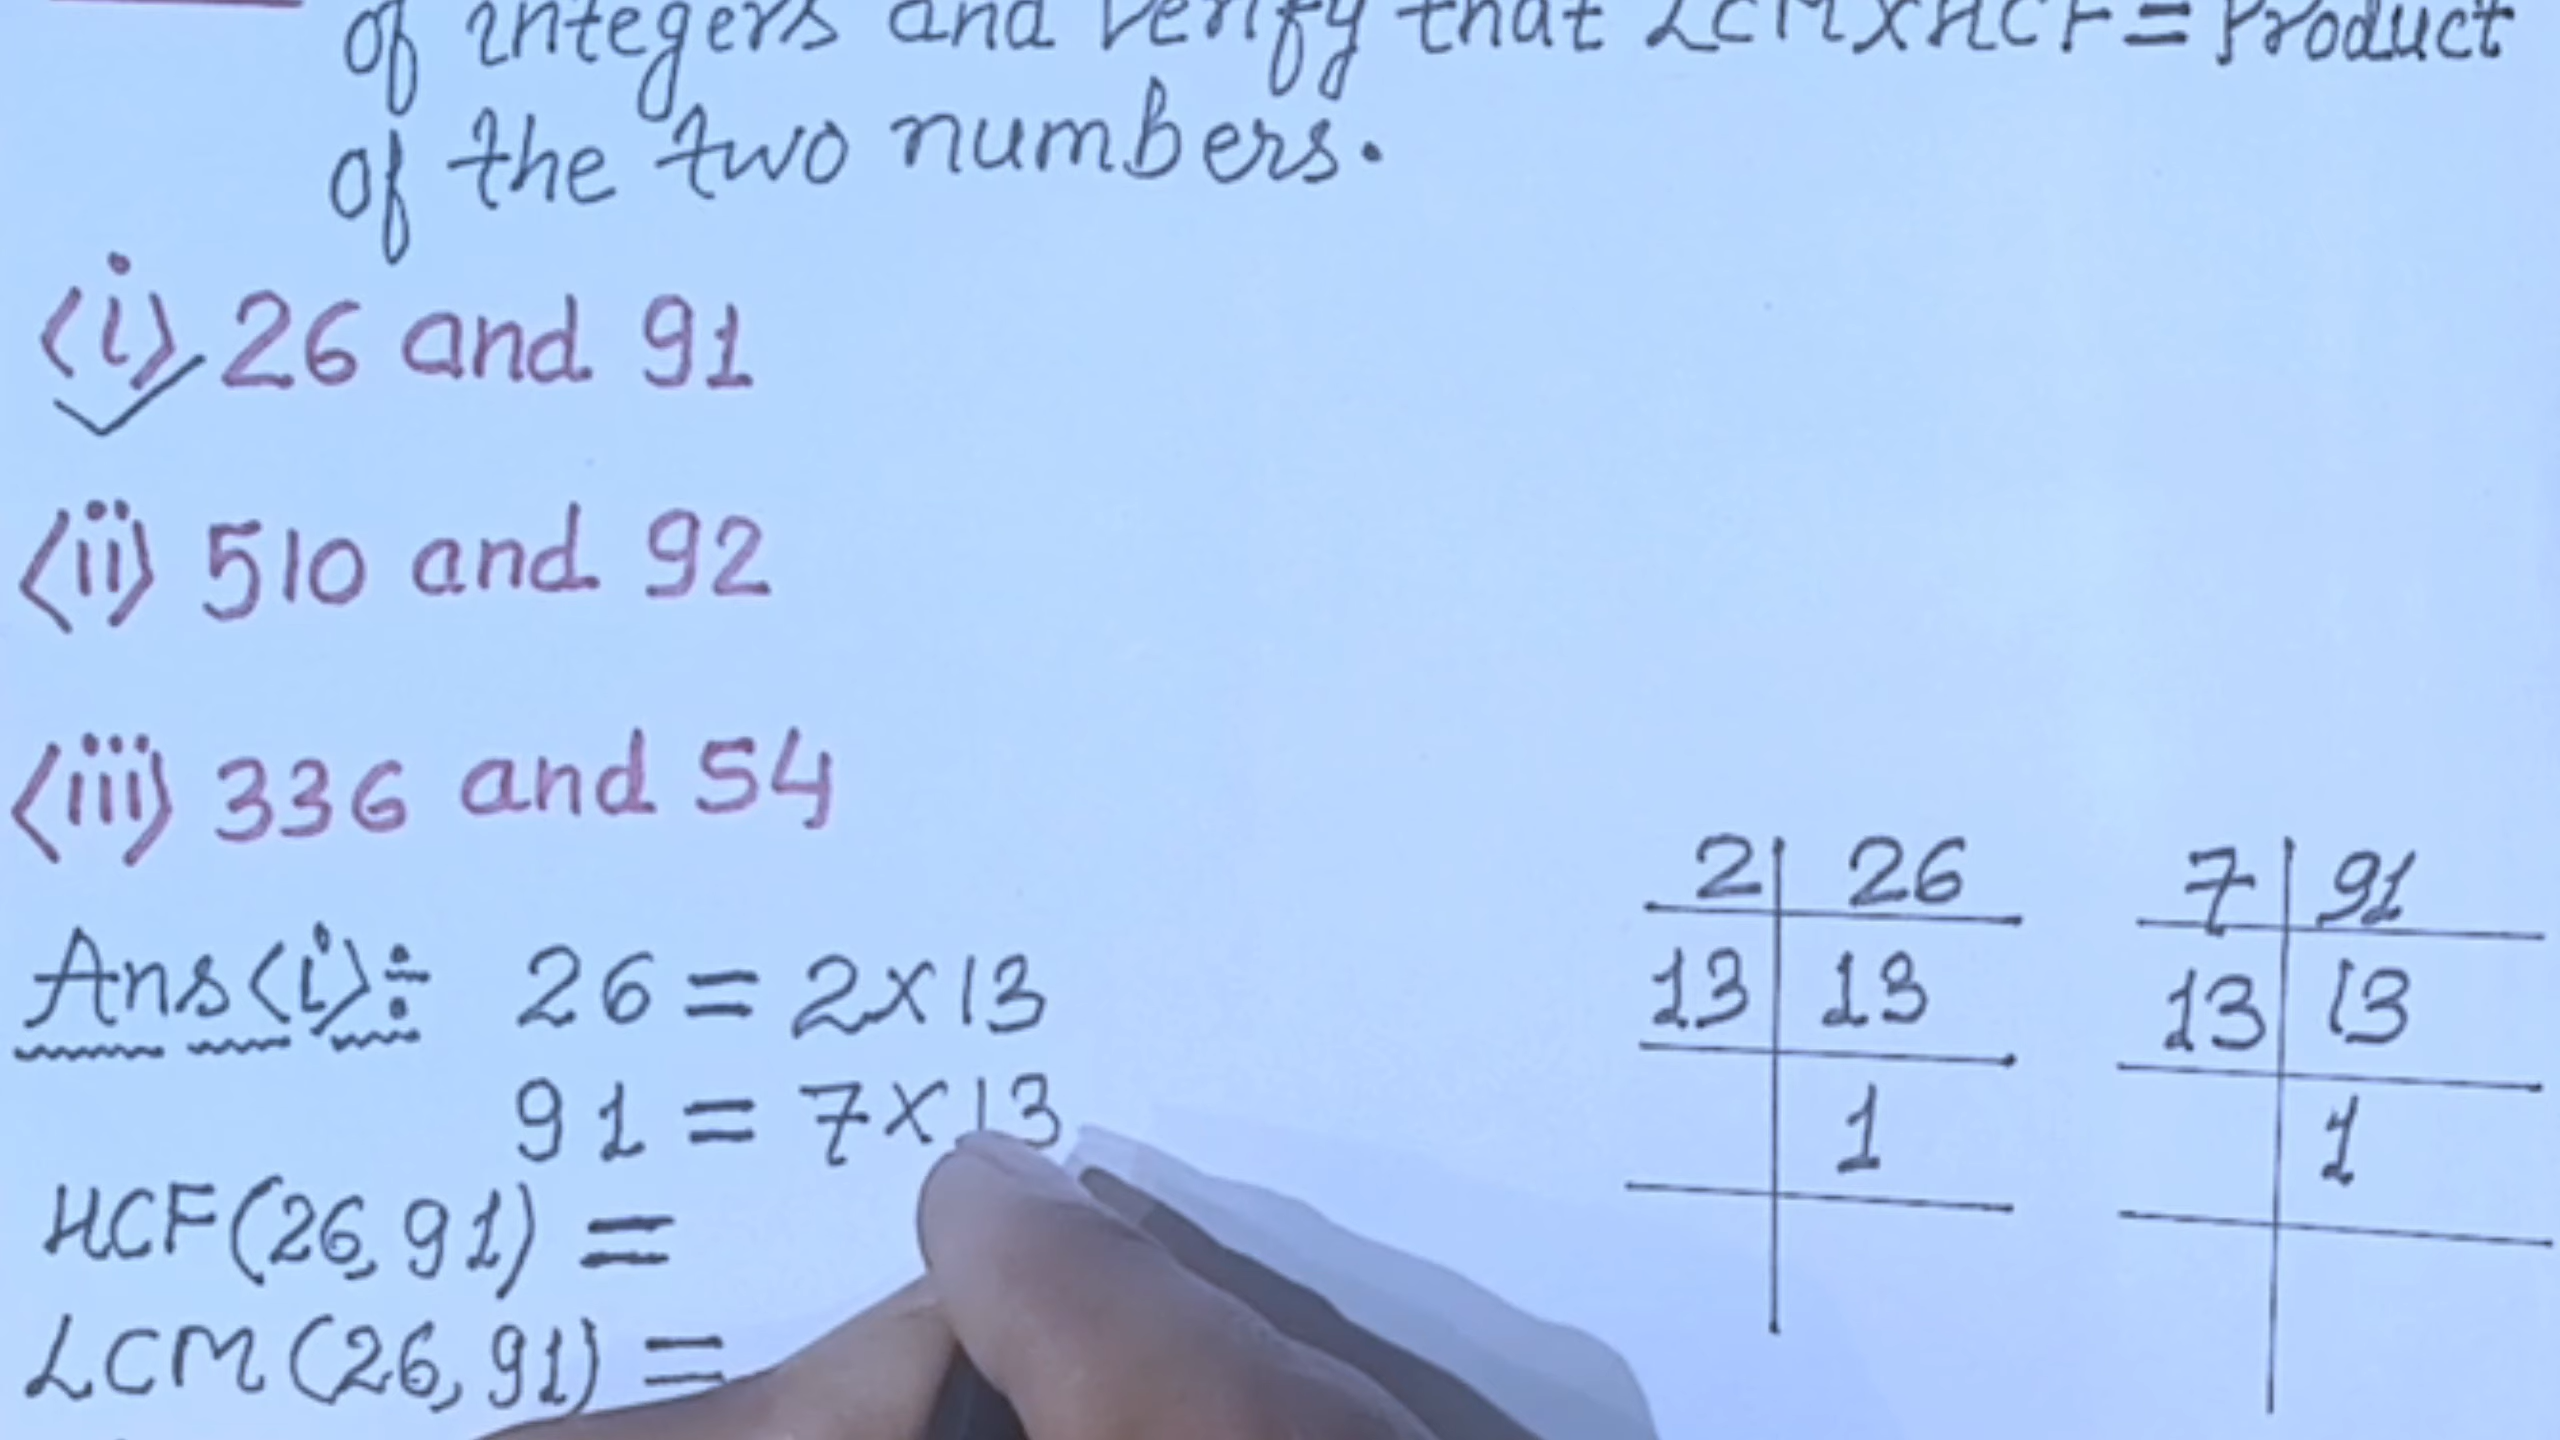 of integers and verify that LCM×HCF = Product
of the two numbers.
(i) 26 and 91
(ii) 510 and 92
(iii) 336 and 54
2 | 26
13 | 13
1
7 | 91
13 | 13
1
Ans(i):- 26 = 2×13
91 = 7×13
HCF(26,91) =
LCM(26,91) =